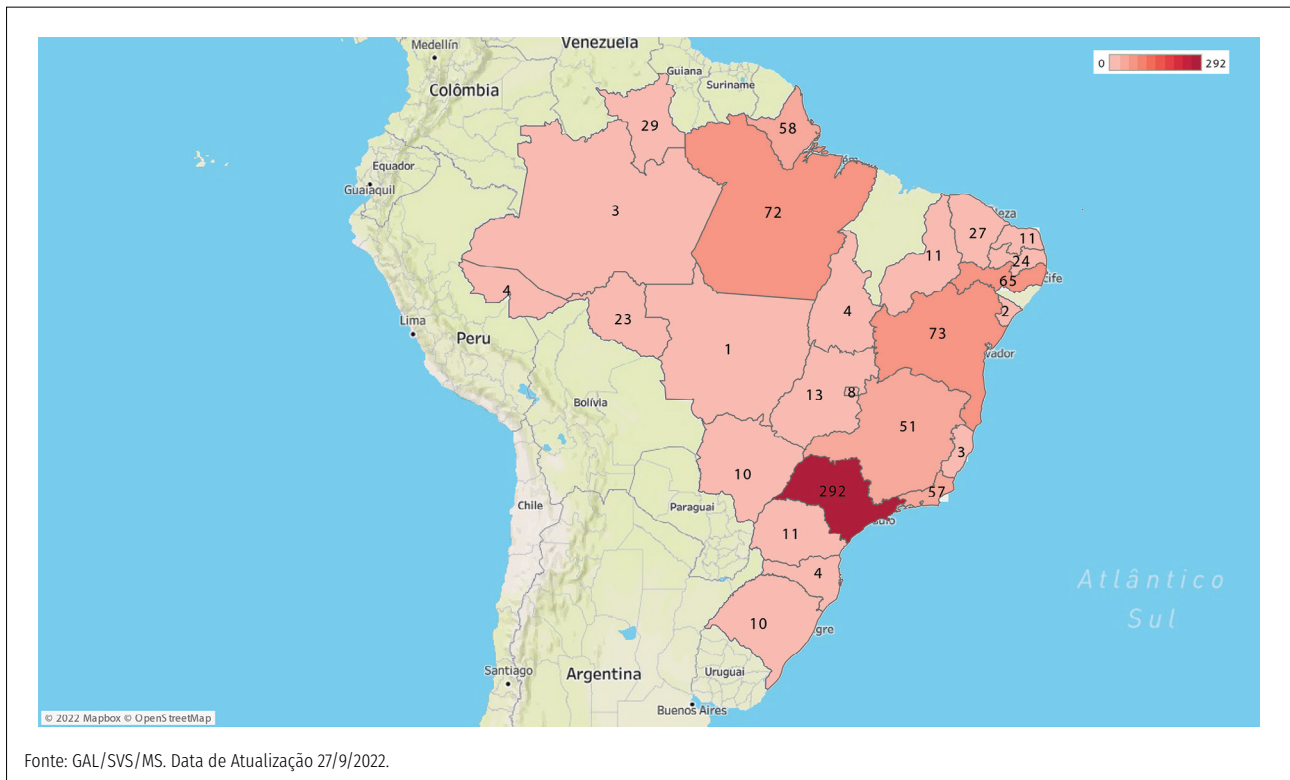 Medellín
Venezuela
0
292
Guiana
Suriname
Colômbia
29
58
Equador
Guaiaquil
3
72
27
11
11
24
65
4
2
23
4
73
Lima
Peru
1
Bolívia
13
8
51
3
10
292
57
Chile
Paraguai
11
4
Atlântico
Sul
10
Santiago
Argentina
Uruguai
Buenos Aires
© 2022 Mapbox © OpenStreetMap
Fonte: GAL/SVS/MS. Data de Atualização 27/9/2022.